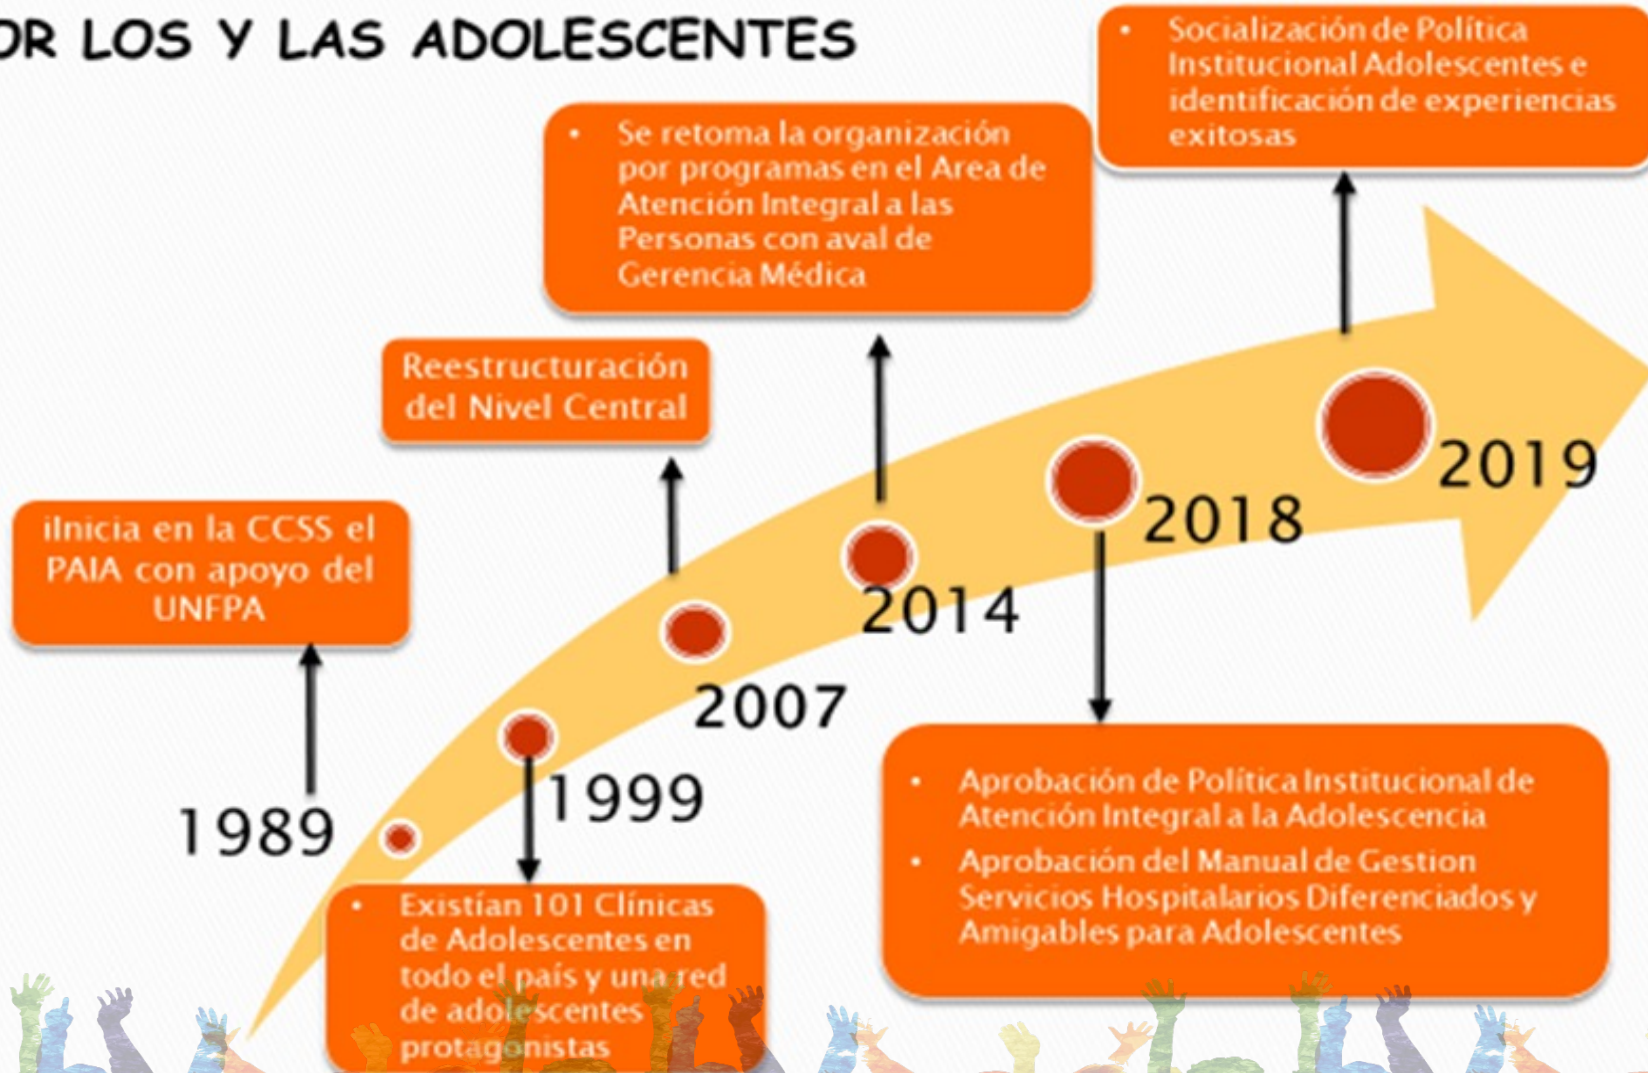 OR LOS Y LAS ADOLESCENTES
• Socialización de Política
Institucional Adolescentes e
identificación de experiencias
exitosas
• Se retoma la organización
por programas en el Area de
Atención Integral a las
Personas con aval de
Gerencia Médica
Reestructuración
del Nivel Central
iInicia en la CCSS el
PAIA con apoyo del
UNFPA
1989
1999
2007
2014
2018
2019
• Existían 101 Clínicas
de Adolescentes en
todo el país y una red
de adolescentes
protagonistas
• Aprobación de Política Institucional de
Atención Integral a la Adolescencia
• Aprobación del Manual de Gestion
Servicios Hospitalarios Diferenciados y
Amigables para Adolescentes